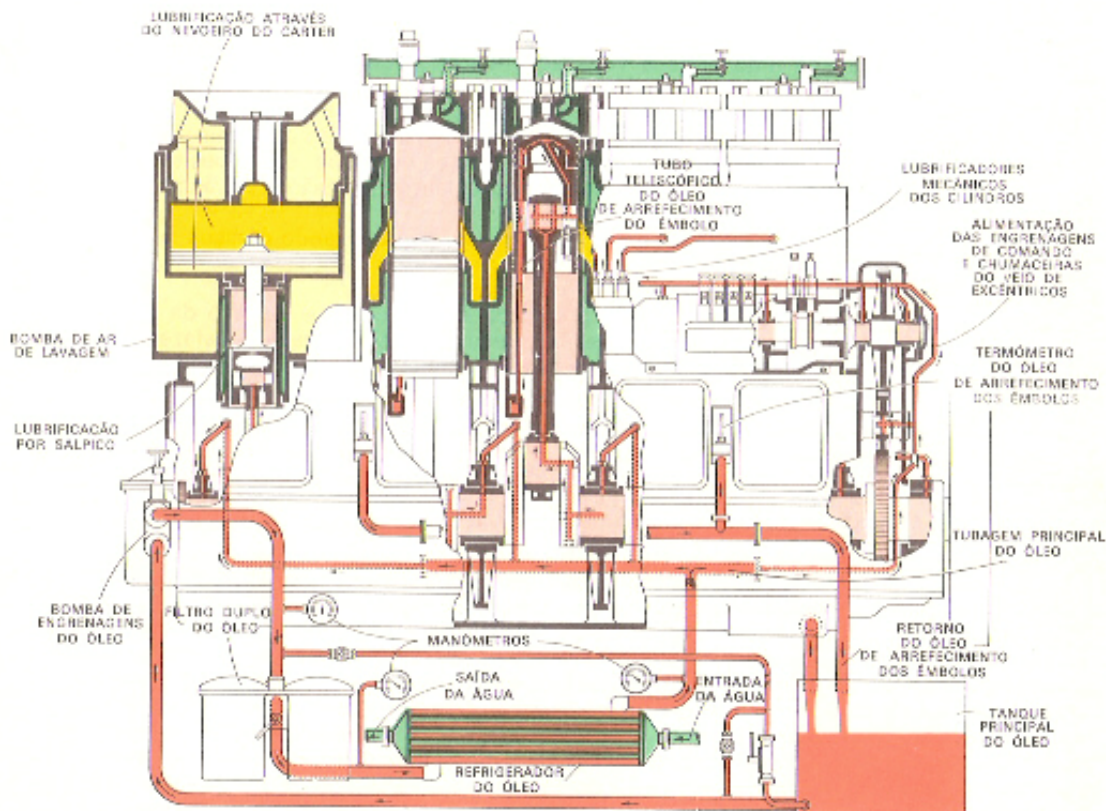 LUBRIFICAÇÃO ATRAVÉS
DO NEVOEIRO DO CARTER
TUBO
TELESCÓPICO
DO ÓLEO
DE ARREFECIMENTO
DO ÊMBOLO
LUBRIFICADORES
MECÂNICOS
DOS CILINDROS
ALIMENTAÇÃO
DAS ENGRENAGENS
DE COMANDO
E CHUMACEIRAS
DO VEIO DE
EXCÊNTRICOS
BOMBA DE AR
DE LAVAGEM
TERMÓMETRO
DO ÓLEO
DE ARREFECIMENTO
DOS ÊMBOLOS
LUBRIFICAÇÃO
POR SALPICO
TUBAGEM PRINCIPAL
DO ÓLEO
BOMBA DE
ENGRENAGENS
DO ÓLEO
FILTRO DUPLO
DO ÓLEO
MANÓMETROS
RETORNO
DO ÓLEO
DE ARREFECIMENTO
DOS ÊMBOLOS
SAÍDA
DA ÁGUA
ENTRADA
DA ÁGUA
TANQUE
PRINCIPAL
DO ÓLEO
REFRIGERADOR
DO ÓLEO